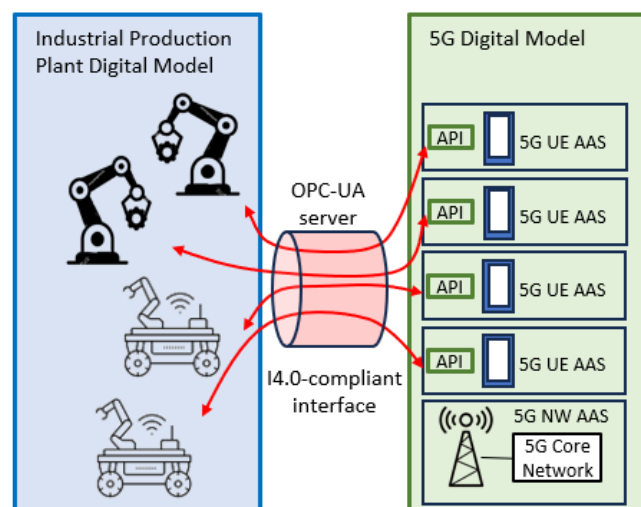 Industrial Production
Plant Digital Model
OPC-UA
server
I4.0-compliant
interface
5G Digital Model
API
5G UE AAS
API
5G UE AAS
API
5G UE AAS
API
5G UE AAS
5G NW AAS
5G Core
Network